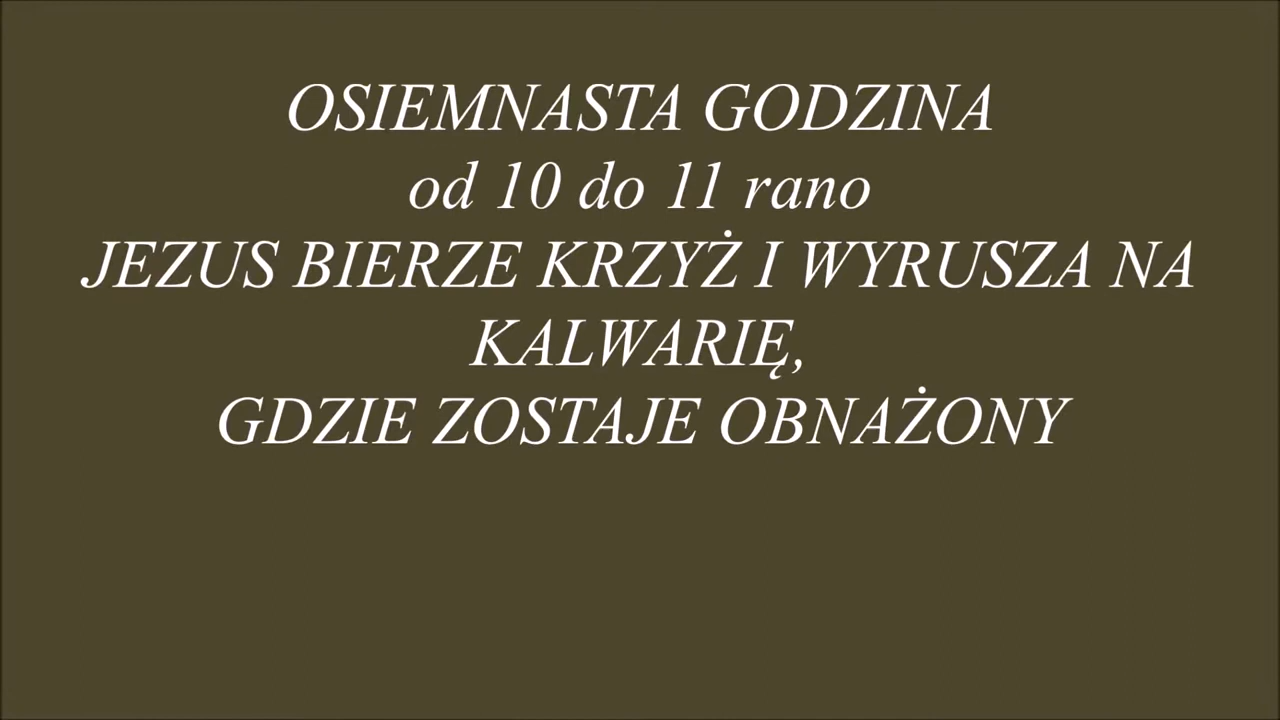 OSIEMNASTA GODZINA
od 10 do 11 rano
JEZUS BIERZE KRZYŻ I WYRUSZA NA
KALWARIĘ,
GDZIE ZOSTAJE OBNAŻONY